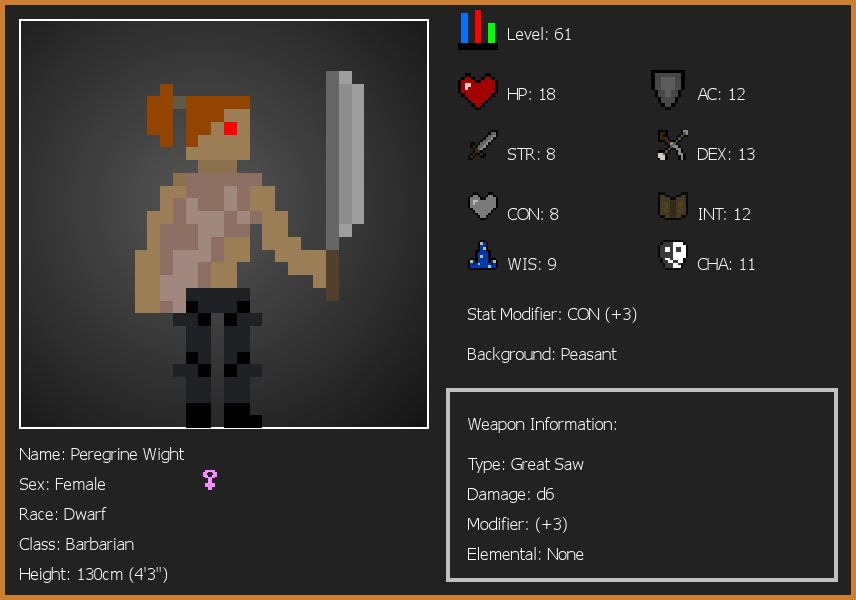 Level: 61
HP: 18
AC: 12
STR: 8
DEX: 13
CON: 8
INT: 12
WIS: 9
CHA: 11
Stat Modifier: CON (+3)
Background: Peasant
Weapon Information:
Type: Great Saw
Damage: d6
Modifier: (+3)
Elemental: None
Name: Peregrine Wight
Sex: Female
Race: Dwarf
Class: Barbarian
Height: 130cm (4'3")